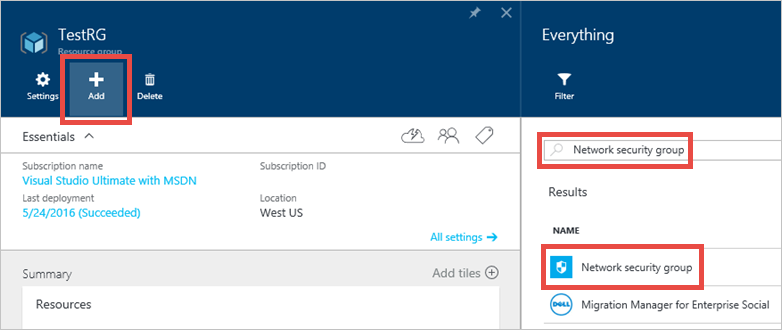 TestRG
Resource group
Settings
Add
Delete
Essentials
Subscription name
Visual Studio Ultimate with MSDN
Subscription ID
Last deployment
5/24/2016 (Succeeded)
Location
West US
All settings
Summary
Add tiles
Resources
Everything
Filter
Network security group
Results
NAME
Network security group
DELL
Migration Manager for Enterprise Social